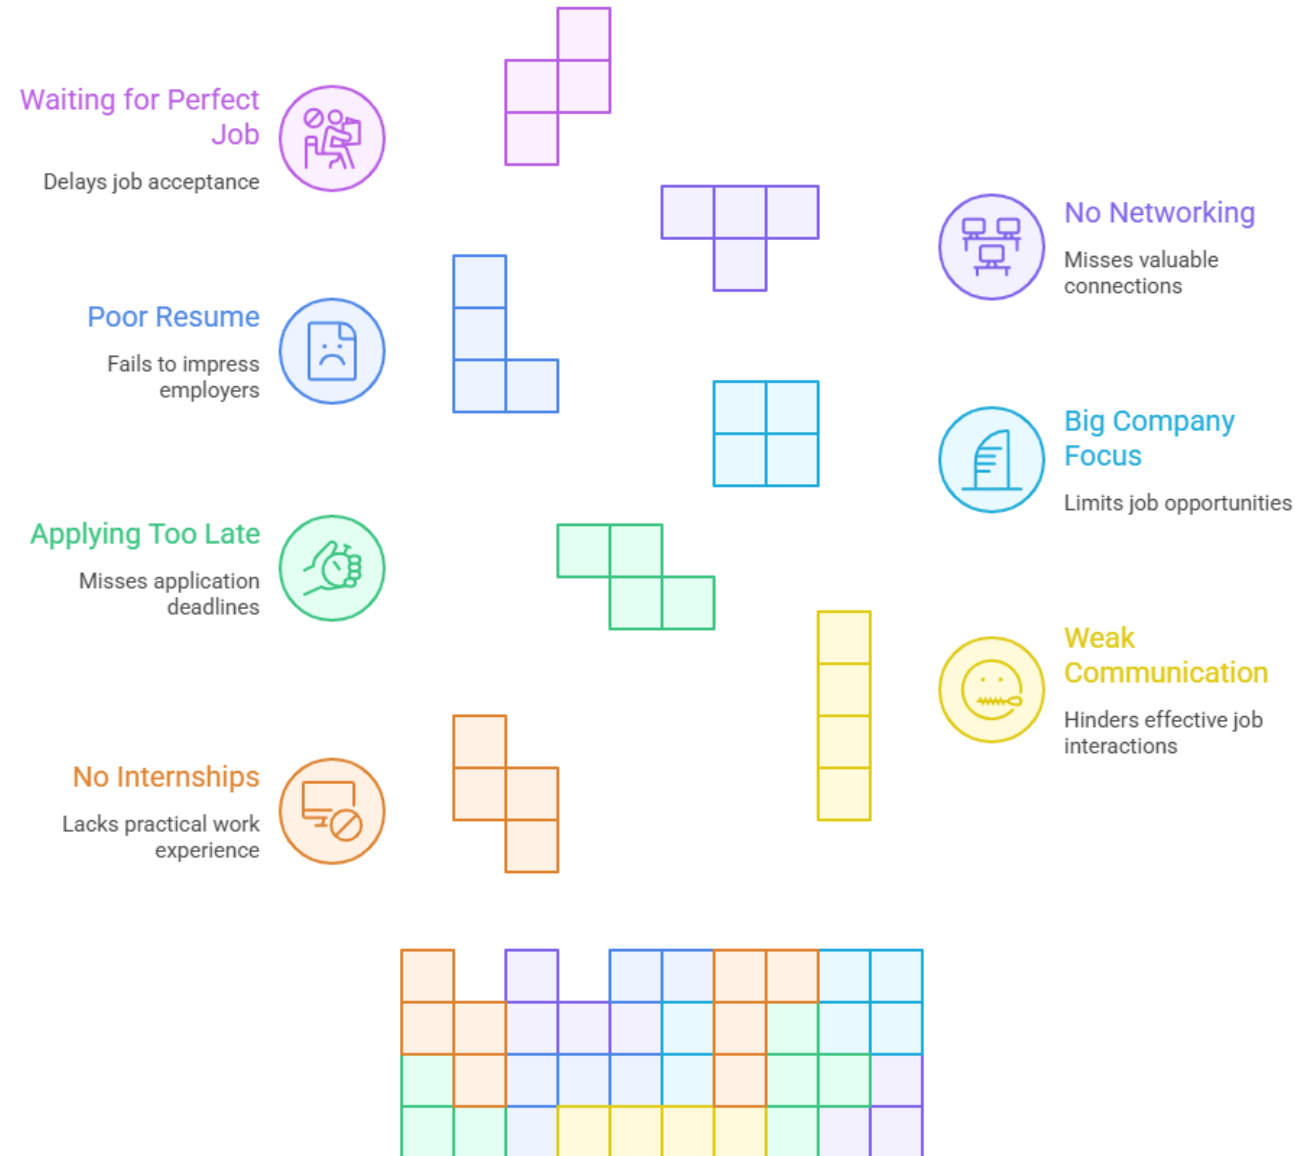 Waiting for Perfect
Job
Delays job acceptance
No Networking
Misses valuable
connections
Poor Resume
Fails to impress
employers
Big Company
Focus
Limits job opportunities
Applying Too Late
Misses application
deadlines
Weak
Communication
Hinders effective job
interactions
No Internships
Lacks practical work
experience